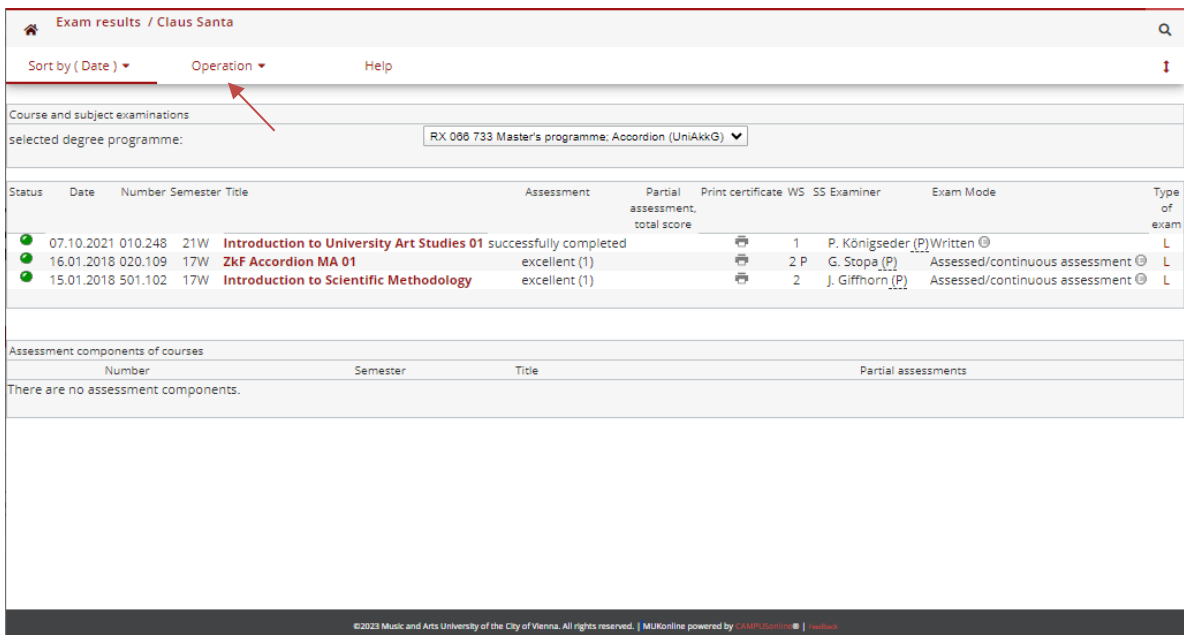 Exam results / Claus Santa
Sort by ( Date ) Operation Help
Course and subject examinations
selected degree programme: RX 066 733 Master's programme; Accordion (UniAkkG)
Status Date Number Semester Title Assessment Partial assessment, total score Print certificate WS SS Examiner Exam Mode Type of exam
07.10.2021 010.248 21W Introduction to University Art Studies 01 successfully completed 1 P. Königseder (P) Written
L
16.01.2018 020.109 17W ZkF Accordion MA 01 excellent (1) 2 P G. Stopa (P) Assessed/continuous assessment L
15.01.2018 501.102 17W Introduction to Scientific Methodology excellent (1) 2 J. Giffhorn (P) Assessed/continuous assessment L
Assessment components of courses
Number Semester Title Partial assessments
There are no assessment components.
©2023 Music and Arts University of the City of Vienna. All rights reserved. | MUKonline powered by CAMPUSonline® | Feedback